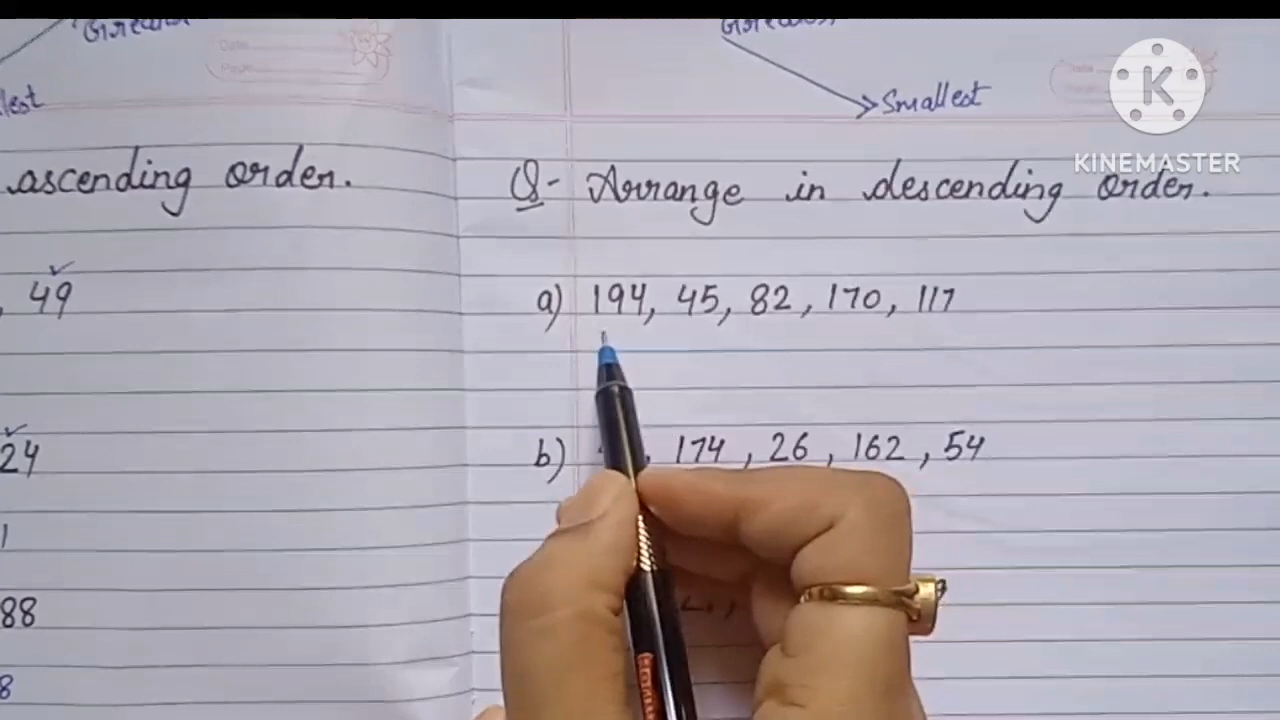 Smallest
KINEMASTER
ascending order.
49
24
88
8
Q- Arrange in descending order.
a) 194, 45, 82, 170, 117
b) 174, 26, 162, 54